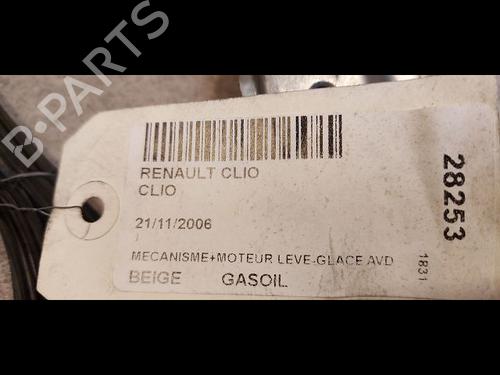 RENAULT CLIO
CLIO
21/11/2006
MECANISME+MOTEUR LEVE-GLACE AVD
BEIGE GASOIL
28253
1831
B-PARTS